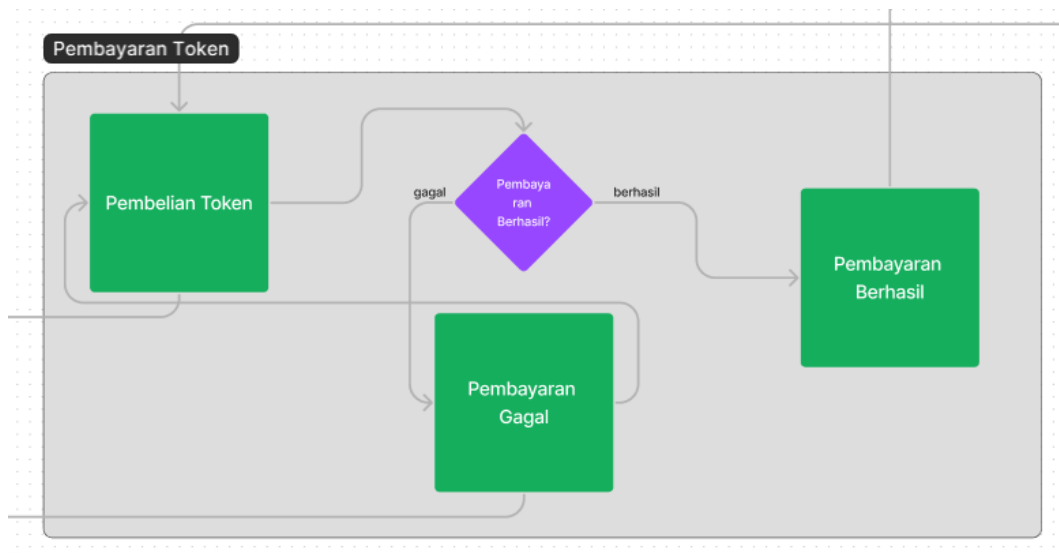 Pembayaran Token
Pembelian Token
gagal
Pembaya
ran
Berhasil?
berhasil
Pembayaran
Berhasil
Pembayaran
Gagal